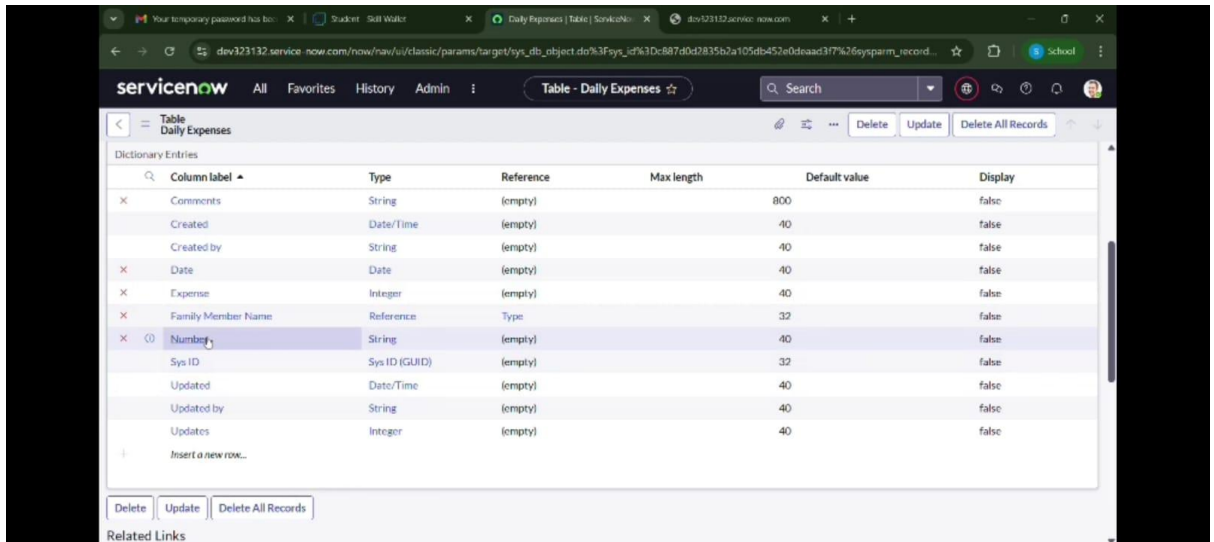 Your temporary password has bee
Student Skill Wallet
Daily Expenses | Table | ServiceNow
dev323132.service-now.com
dev323132.service-now.com/now/nav/ui/classic/params/target/sys_db_object.do%3Fsys_id%3Dc887d0d2835b2a105db452e0deaad3f7%26sysparm_record...
S School
servicenow All Favorites History Admin Table - Daily Expenses Search
Table
Daily Expenses
Delete Update Delete All Records
Dictionary Entries
Column label Type Reference Max length Default value Display
Comments String (empty) 800 false
Created Date/Time (empty) 40 false
Created by String (empty) 40 false
Date Date (empty) 40 false
Expense Integer (empty) 40 false
Family Member Name Reference Type 32 false
Number String (empty) 40 false
Sys ID Sys ID (GUID) (empty) 32 false
Updated Date/Time (empty) 40 false
Updated by String (empty) 40 false
Updates Integer (empty) 40 false
Insert a new row...
Delete Update Delete All Records
Related Links